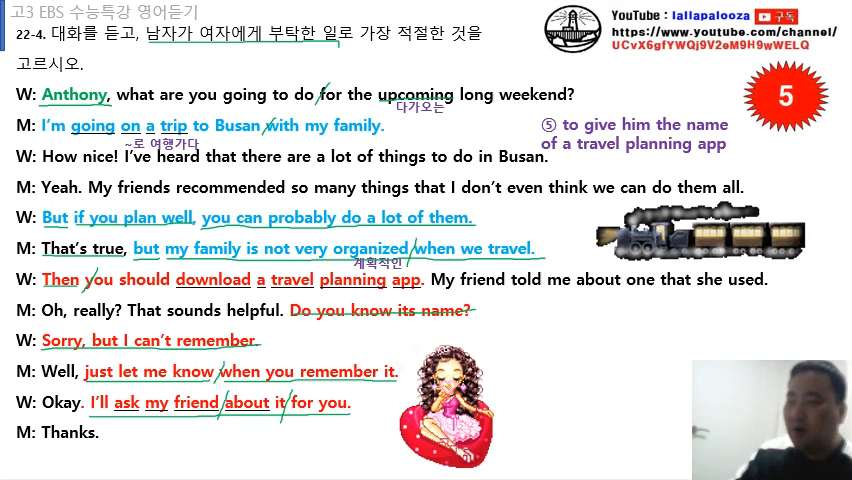 고3 EBS 수능특강 영어듣기
22-4. 대화를 듣고, 남자가 여자에게 부탁한 일로 가장 적절한 것을
고르시오.
W: Anthony, what are you going to do for the upcoming long weekend?
다가오는
M: I'm going on a trip to Busan with my family.
~로 여행가다
W: How nice! I've heard that there are a lot of things to do in Busan.
M: Yeah. My friends recommended so many things that I don't even think we can do them all.
W: But if you plan well, you can probably do a lot of them.
M: That's true, but my family is not very organized when we travel.
계획적인
W: Then you should download a travel planning app. My friend told me about one that she used.
M: Oh, really? That sounds helpful. Do you know its name?
W: Sorry, but I can't remember.
M: Well, just let me know when you remember it.
W: Okay. I'll ask my friend about it for you.
M: Thanks.
YouTube : lallapalooza 구독
https://www.youtube.com/channel/
UCvX6gfYWQj9V2eM9H9wWELQ
5
⑤ to give him the name
of a travel planning app